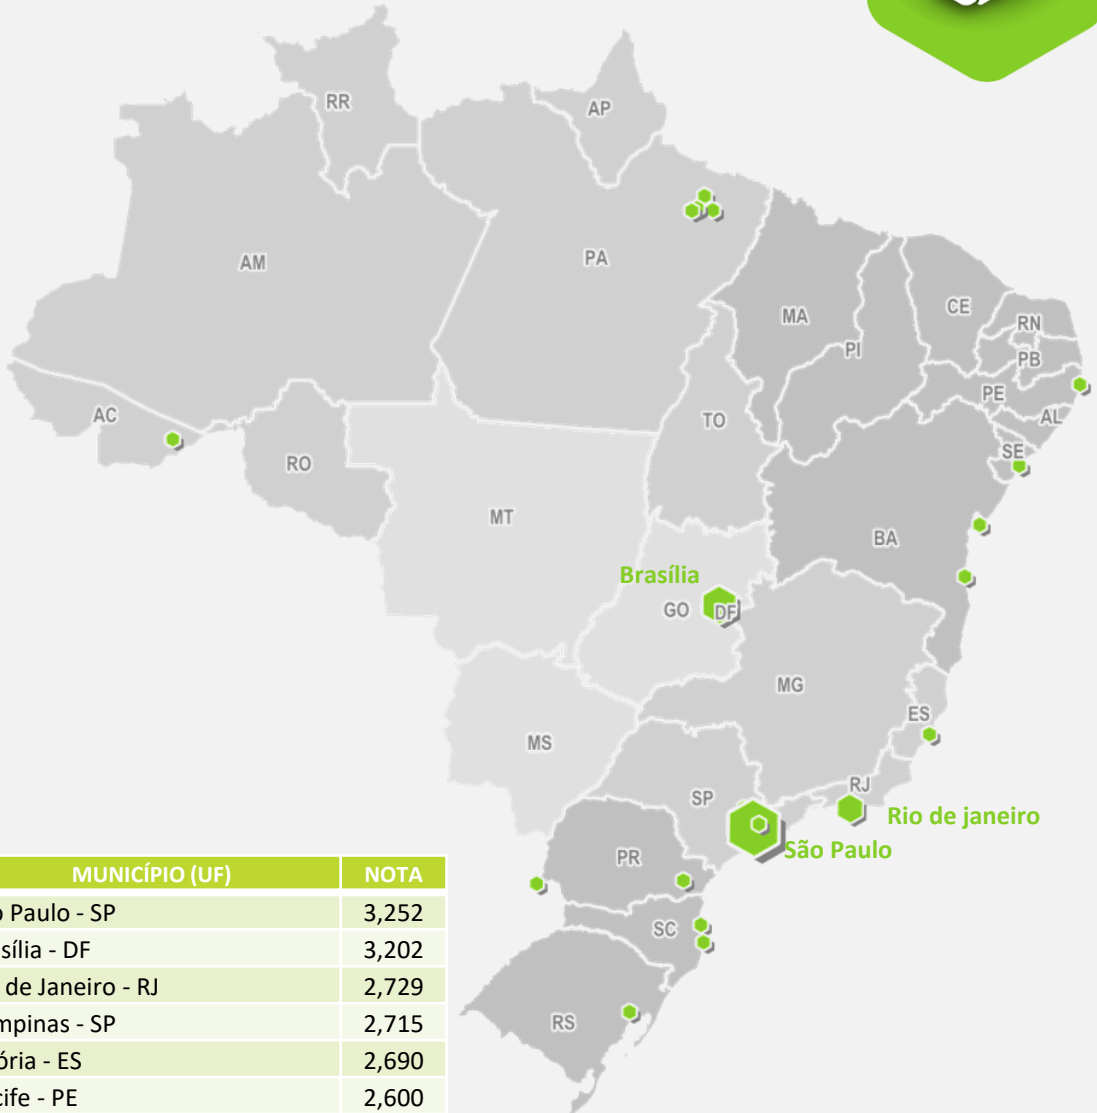 RR
AP
AM
PA
MA
CE
RN
PI
PB
PE
AC
TO
AL
SE
RO
MT
BA
Brasília
GO
DF
MG
ES
MS
RJ
SP
Rio de janeiro
São Paulo
PR
SC
RS
MUNICÍPIO (UF) NOTA
o Paulo - SP 3,252
sília - DF 3,202
de Janeiro - RJ 2,729
mpinas - SP 2,715
ória - ES 2,690
cife - PE 2,600